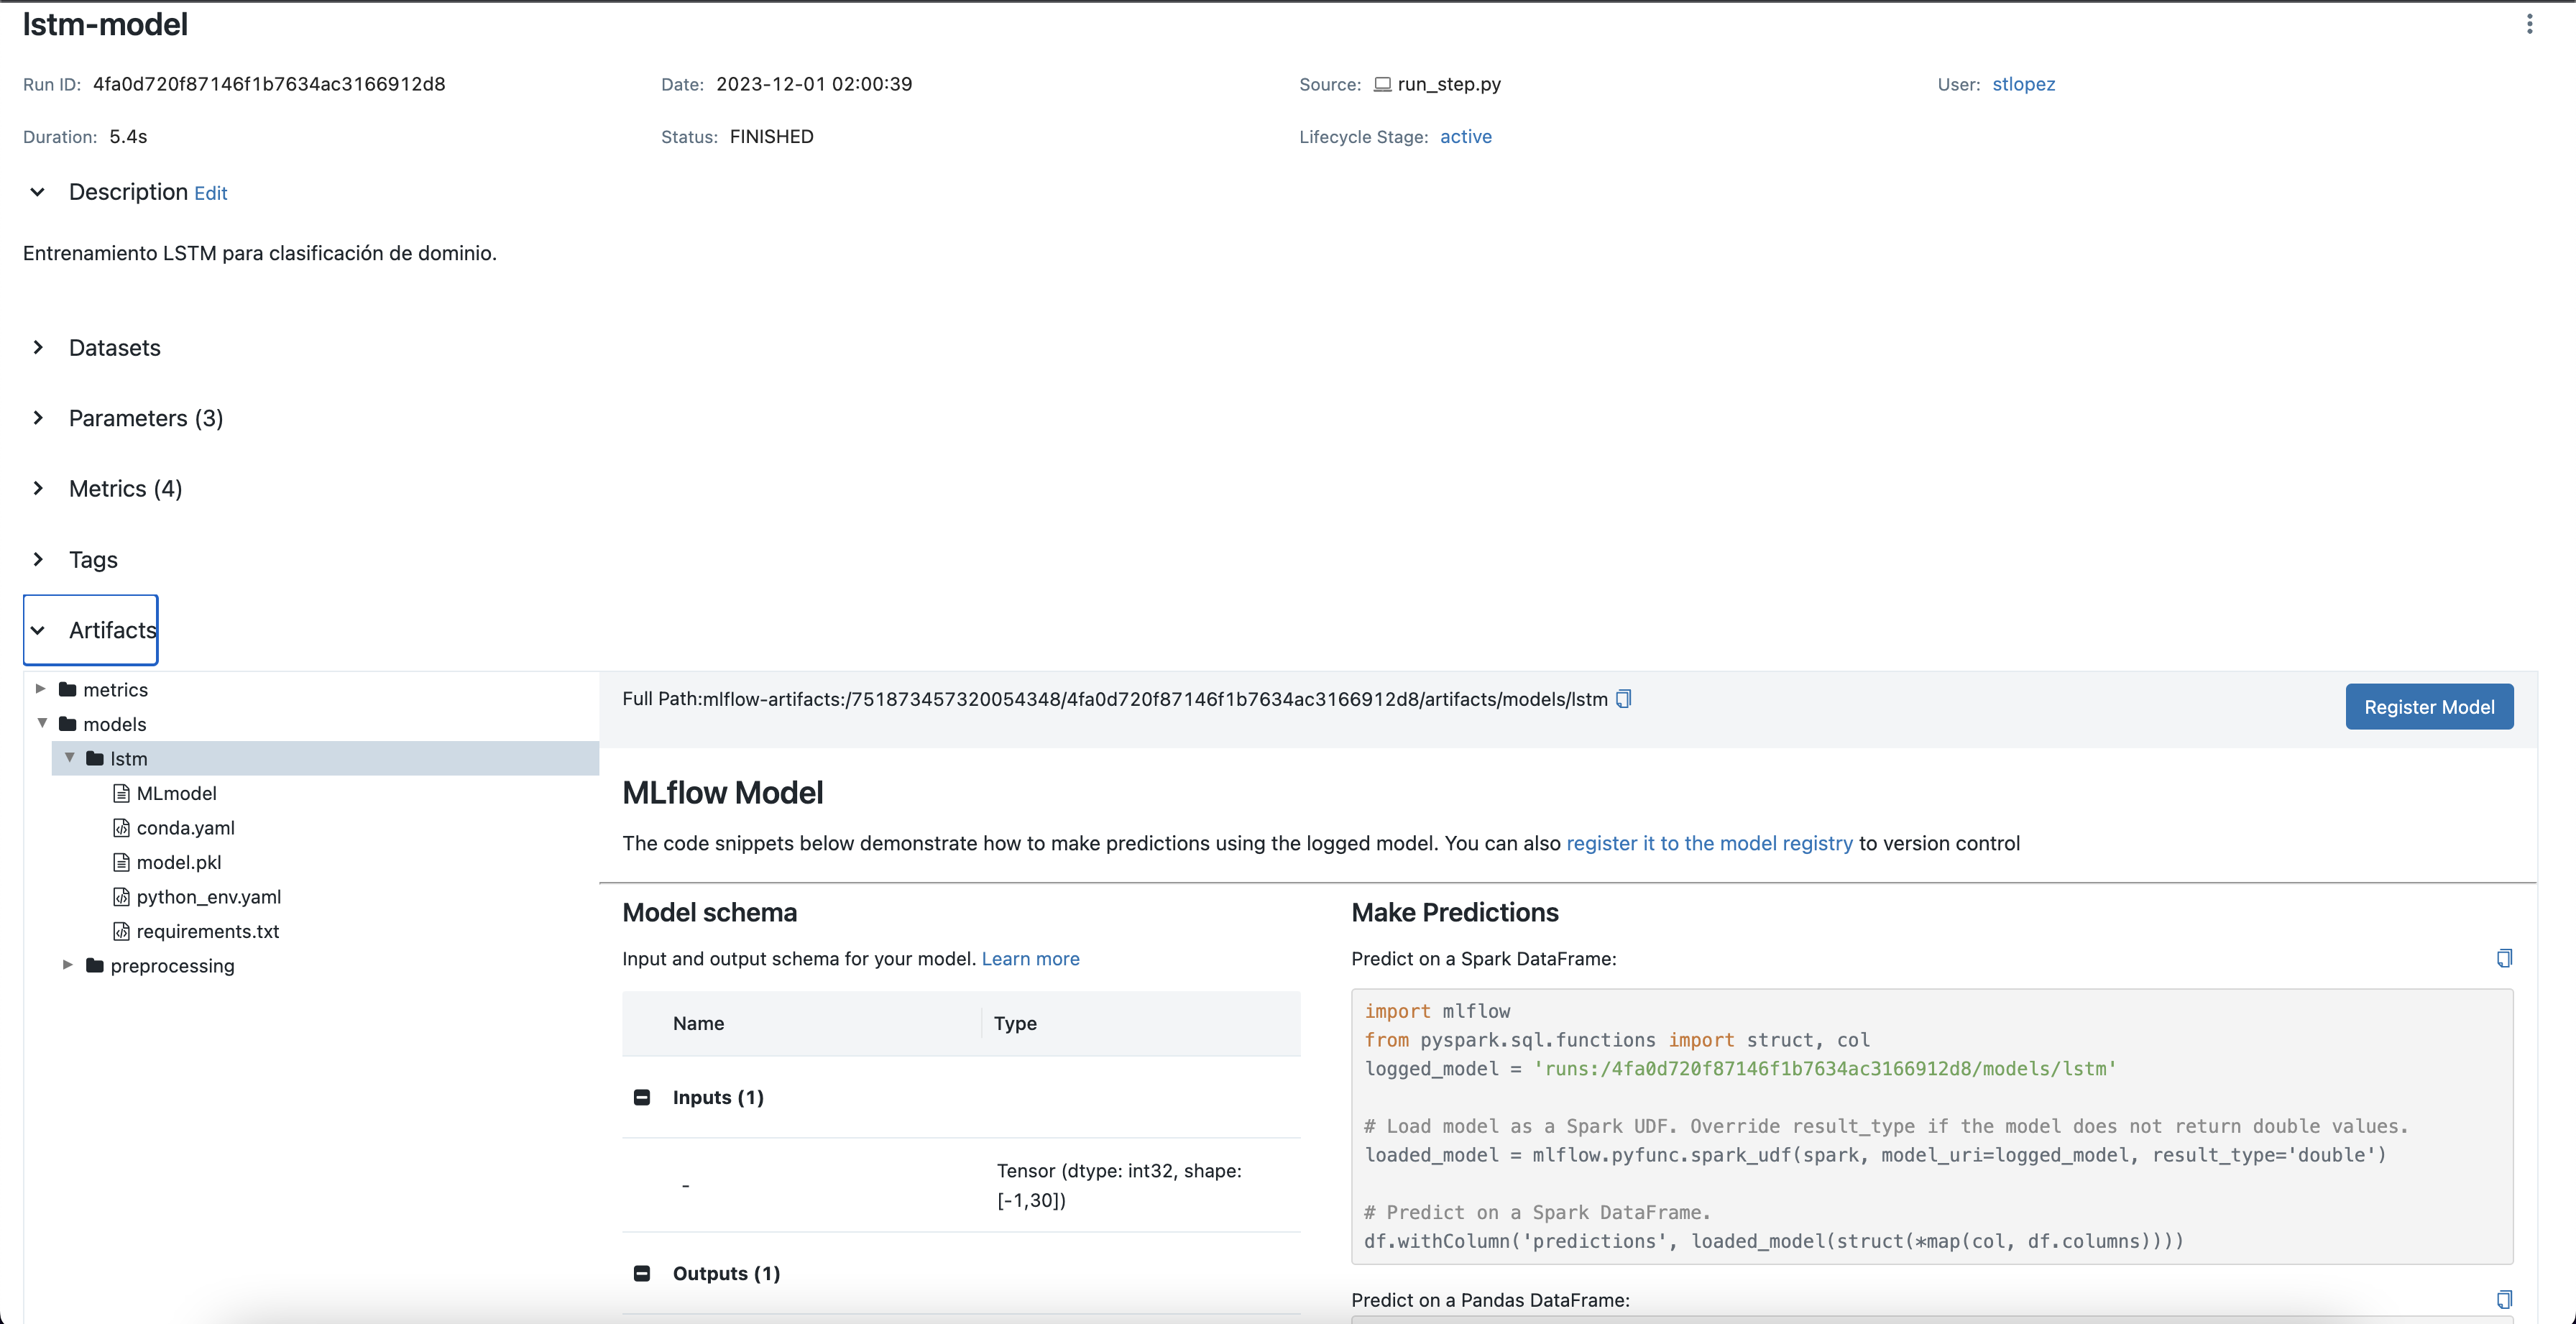 lstm-model
Run ID: 4fa0d720f87146f1b7634ac3166912d8
Date: 2023-12-01 02:00:39
Source: run_step.py
User: stlopez
Duration: 5.4s
Status: FINISHED
Lifecycle Stage: active
Description Edit
Entrenamiento LSTM para clasificación de dominio.
Datasets
Parameters (3)
Metrics (4)
Tags
Artifacts
metrics
models
lstm
MLmodel
conda.yaml
model.pkl
python_env.yaml
requirements.txt
preprocessing
Full Path:mlflow-artifacts:/751873457320054348/4fa0d720f87146f1b7634ac3166912d8/artifacts/models/lstm
Register Model
MLflow Model
The code snippets below demonstrate how to make predictions using the logged model. You can also register it to the model registry to version control
Model schema
Input and output schema for your model. Learn more
Name Type
Inputs (1)
- Tensor (dtype: int32, shape:
[-1,30])
Outputs (1)
Make Predictions
Predict on a Spark DataFrame:
import mlflow
from pyspark.sql.functions import struct, col
logged_model = 'runs:/4fa0d720f87146f1b7634ac3166912d8/models/lstm'
# Load model as a Spark UDF. Override result_type if the model does not return double values.
loaded_model = mlflow.pyfunc.spark_udf(spark, model_uri=logged_model, result_type='double')
# Predict on a Spark DataFrame.
df.withColumn('predictions', loaded_model(struct(*map(col, df.columns))))
Predict on a Pandas DataFrame: